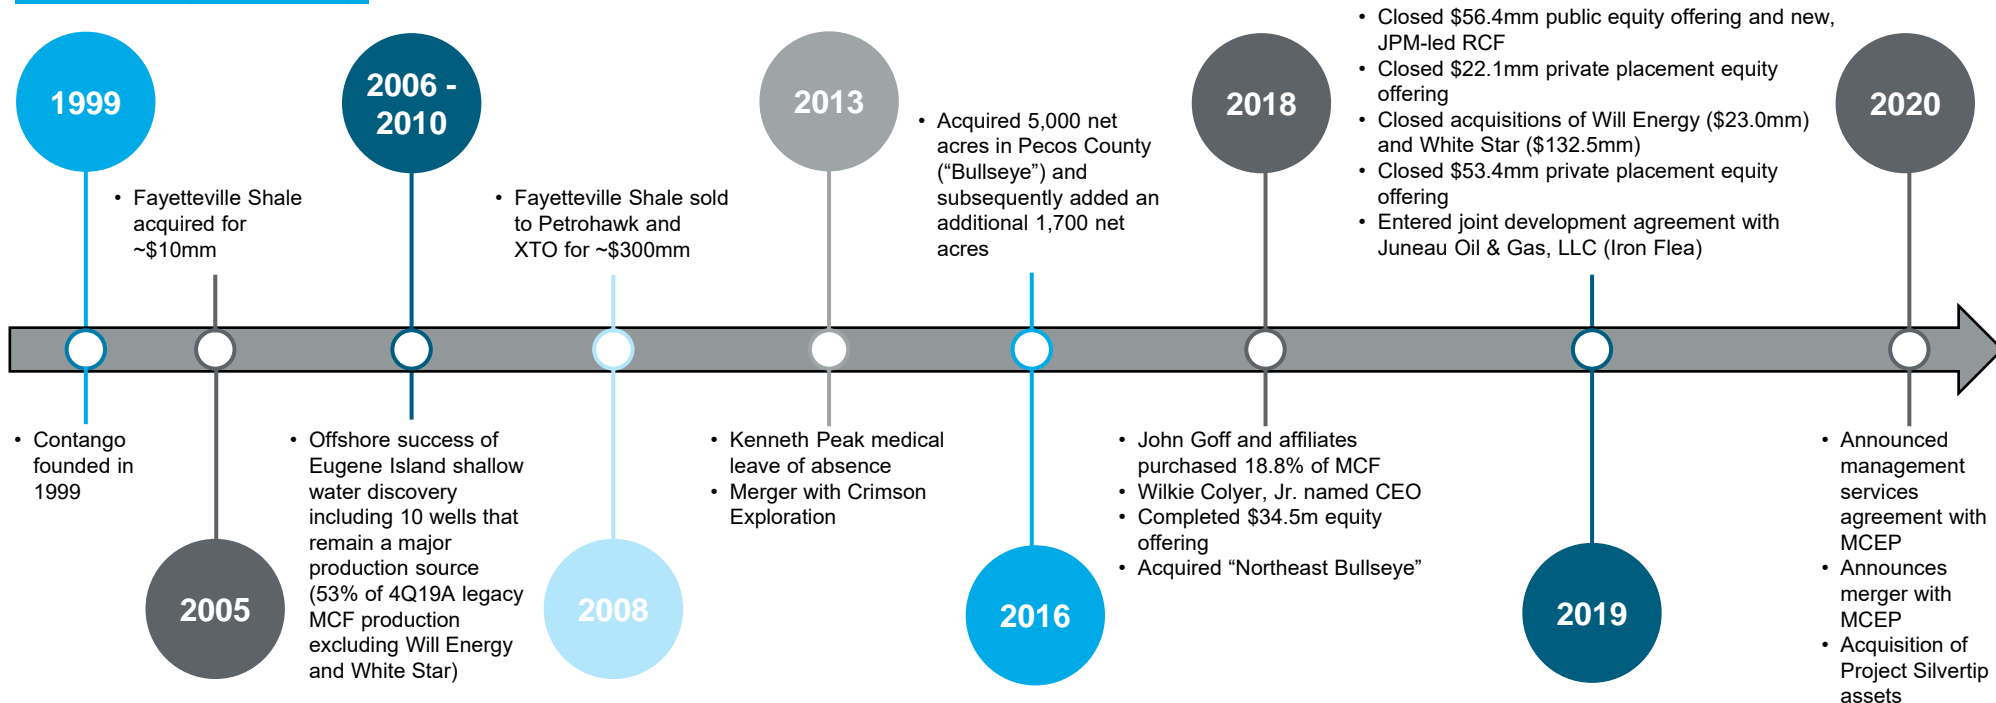 1999
• Contango
founded in
1999
• Fayetteville Shale
acquired for
~$10mm
2005
2006 -
2010
• Offshore success of
Eugene Island shallow
water discovery
including 10 wells that
remain a major
production source
(53% of 4Q19A legacy
MCF production
excluding Will Energy
and White Star)
• Fayetteville Shale sold
to Petrohawk and
XTO for ~$300mm
2008
2013
• Kenneth Peak medical
leave of absence
• Merger with Crimson
Exploration
• Acquired 5,000 net
acres in Pecos County
(“Bullseye”) and
subsequently added an
additional 1,700 net
acres
2016
2018
• John Goff and affiliates
purchased 18.8% of MCF
• Wilkie Colyer, Jr. named CEO
• Completed $34.5m equity
offering
• Acquired “Northeast Bullseye”
• Closed $56.4mm public equity offering and new,
JPM-led RCF
• Closed $22.1mm private placement equity
offering
• Closed acquisitions of Will Energy ($23.0mm)
and White Star ($132.5mm)
• Closed $53.4mm private placement equity
offering
• Entered joint development agreement with
Juneau Oil & Gas, LLC (Iron Flea)
2019
2020
• Announced
management
services
agreement with
MCEP
• Announces
merger with
MCEP
• Acquisition of
Project Silvertip
assets